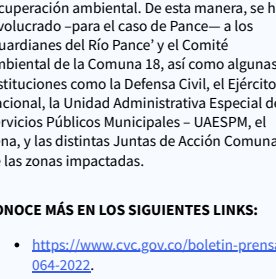 cuperación ambiental. De esta manera, se h
volucrado –para el caso de Pance— a los
uardianes del Río Pance’ y el Comité
mbiental de la Comuna 18, así como algunas
stituciones como la Defensa Civil, el Ejército
acional, la Unidad Administrativa Especial de
rvicios Públicos Municipales – UAESPM, el
ena, y las distintas Juntas de Acción Comuna
e las zonas impactadas.
ONOCE MÁS EN LOS SIGUIENTES LINKS:
• https://www.cvc.gov.co/boletin-prensa
064-2022.